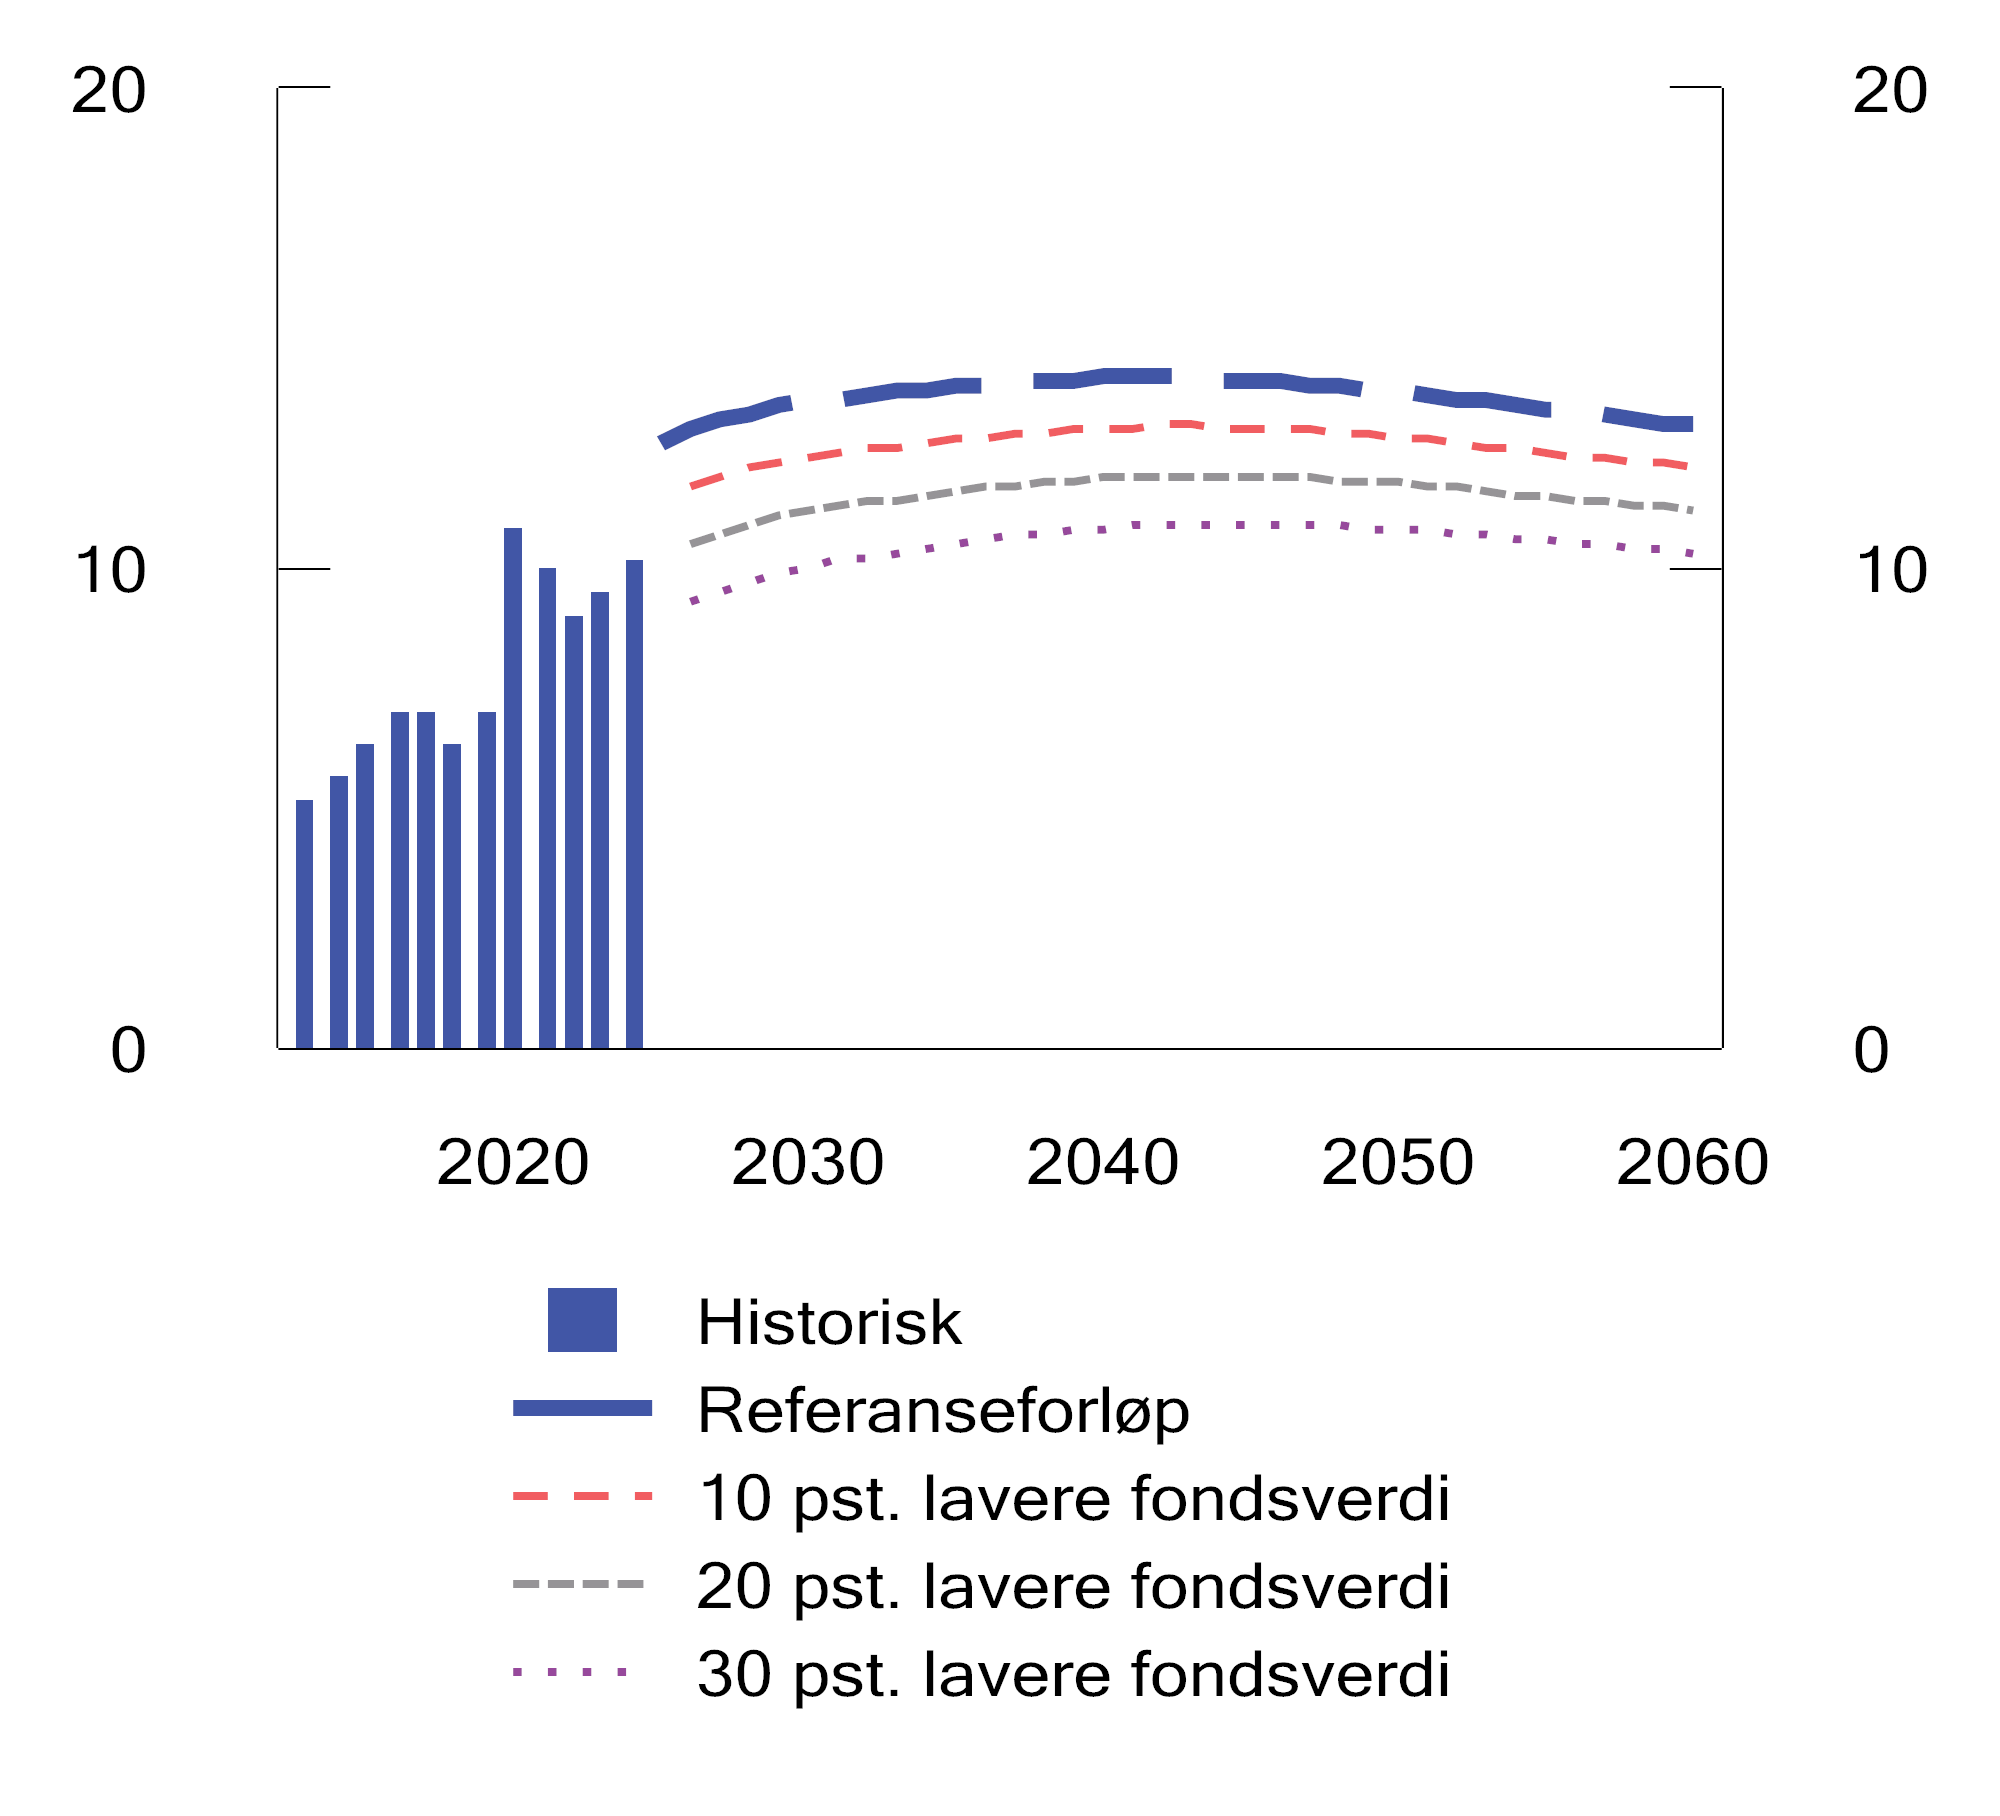 20 20
10 10
0 0
2020 2030 2040 2050 2060
Historisk
Referanseforløp
10 pst. lavere fondsverdi
20 pst. lavere fondsverdi
30 pst. lavere fondsverdi